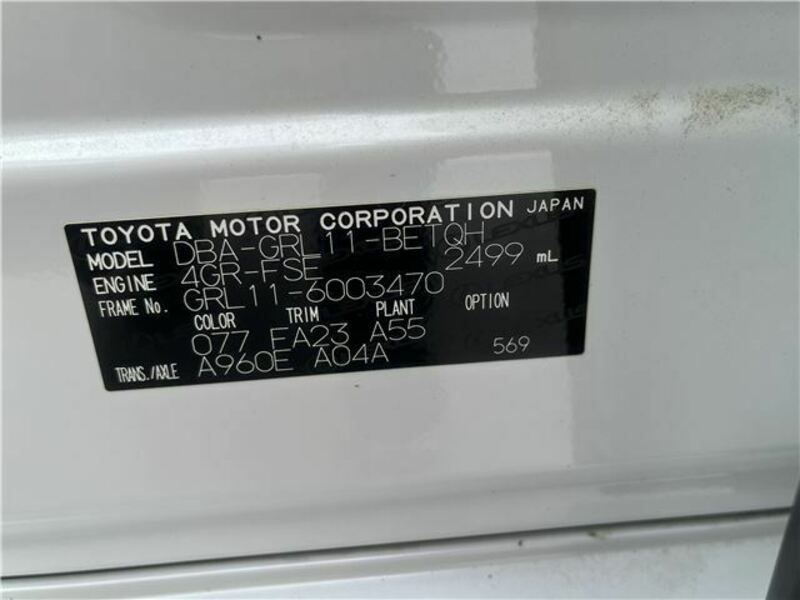 TOYOTA MOTOR CORPORATION JAPAN
MODEL DBA-GRL11-BETQH
ENGINE 4GR-FSE 2499 mL
FRAME No. GRL11-6003470
COLOR TRIM PLANT OPTION
077 FA23 A55
TRANS./AXLE A960E A04A 569